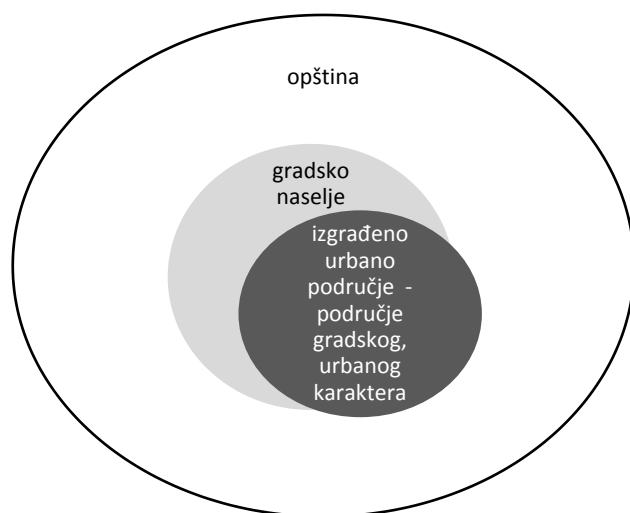 opština
gradsko
naselje
izgrađeno
urbano
područje -
područje
gradskog,
urbanog
karaktera